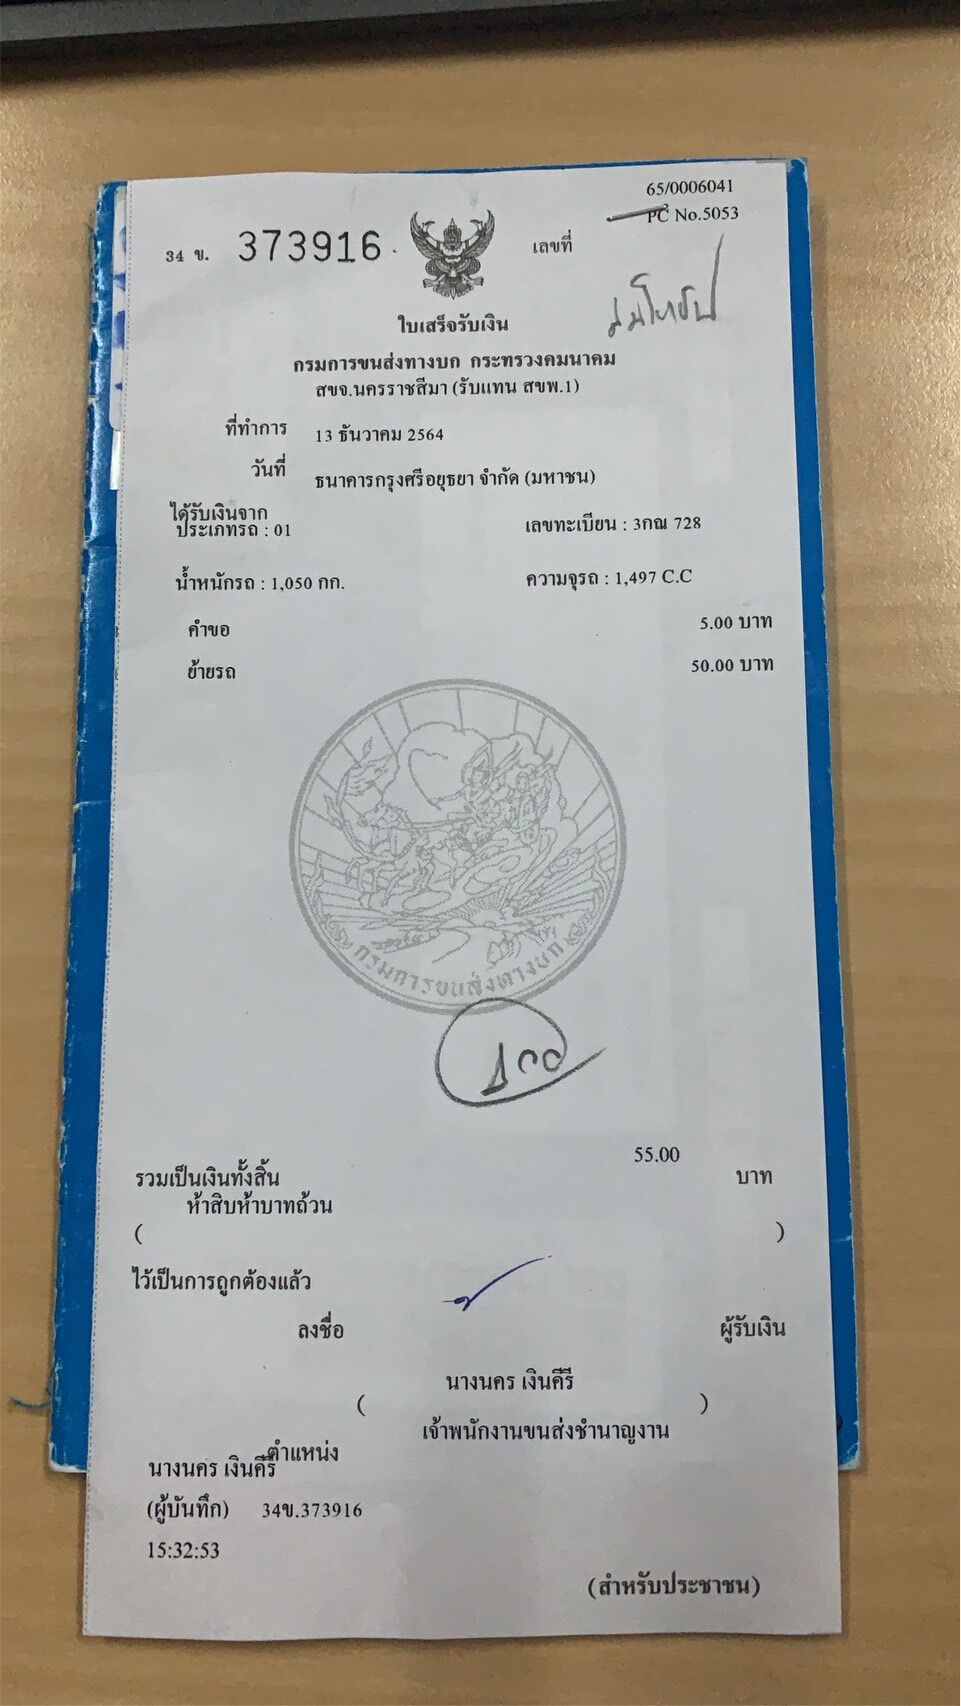 65/0006041
PC No.5053
34 ข. 373916
เลขที่
ใบเสร็จรับเงิน
กรมการขนส่งทางบก กระทรวงคมนาคม
สขจ.นครราชสีมา (รับแทน สขพ.1)
ที่ทำการ
13 ธันวาคม 2564
วันที่
ธนาคารกรุงศรีอยุธยา จำกัด (มหาชน)
ได้รับเงินจาก
ประเภทรถ : 01 เลขทะเบียน : 3กณ 728
น้ำหนักรถ : 1,050 กก. ความจุรถ : 1,497 C.C
คำขอ 5.00 บาท
ย้ายรถ 50.00 บาท
กรมการขนส่งทางบก
55.00
รวมเป็นเงินทั้งสิ้น บาท
ห้าสิบห้าบาทถ้วน
( )
ไว้เป็นการถูกต้องแล้ว
ลงชื่อ ผู้รับเงิน
นางนคร เงินคีรี
( )
เจ้าพนักงานขนส่งชำนาญงาน
ตำแหน่ง
นางนคร เงินคีรี
(ผู้บันทึก) 34ข.373916
15:32:53
(สำหรับประชาชน)